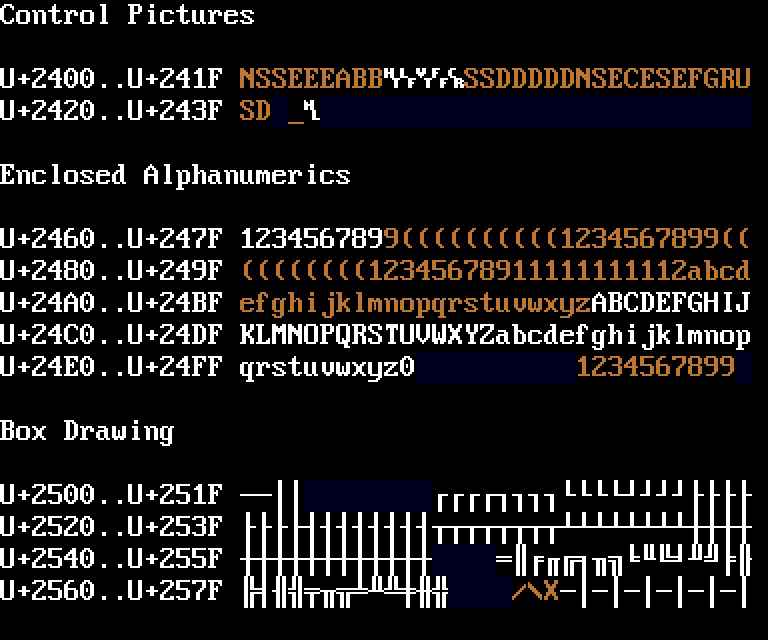 Control Pictures
U+2400..U+241F NSSEEEABB␉␊␋␌␍SSDDDDDNSECESEFGRU
U+2420..U+243F SD _␤
Enclosed Alphanumerics
U+2460..U+247F 1234567899((((((((((1234567899((
U+2480..U+249F ((((((((12345678911111111112abcd
U+24A0..U+24BF efghijklmnopqrstuvwxyzABCDEFGHIJ
U+24C0..U+24DF KLMNOPQRSTUVWXYZabcdefghijklmnop
U+24E0..U+24FF qrstuvwxyz0 1234567899
Box Drawing
U+2500..U+251F ──││ ┌┌┌┌┐┐┐┐└└└└┘┘┘┘├├├├
U+2520..U+253F ├├├├┤┤┤┤┤┤┤┤┬┬┬┬┬┬┬┬┴┴┴┴┴┴┴┴┼┼┼┼
U+2540..U+255F ┼┼┼┼┼┼┼┼┼┼┼┼ ═║╒╓╔╕╖╗╘╙╚╛╜╝╞╟
U+2560..U+257F ╠╡╢╣╤╥╦╧╨╩╪╫╬ /\X─│─│─│─│─│─│